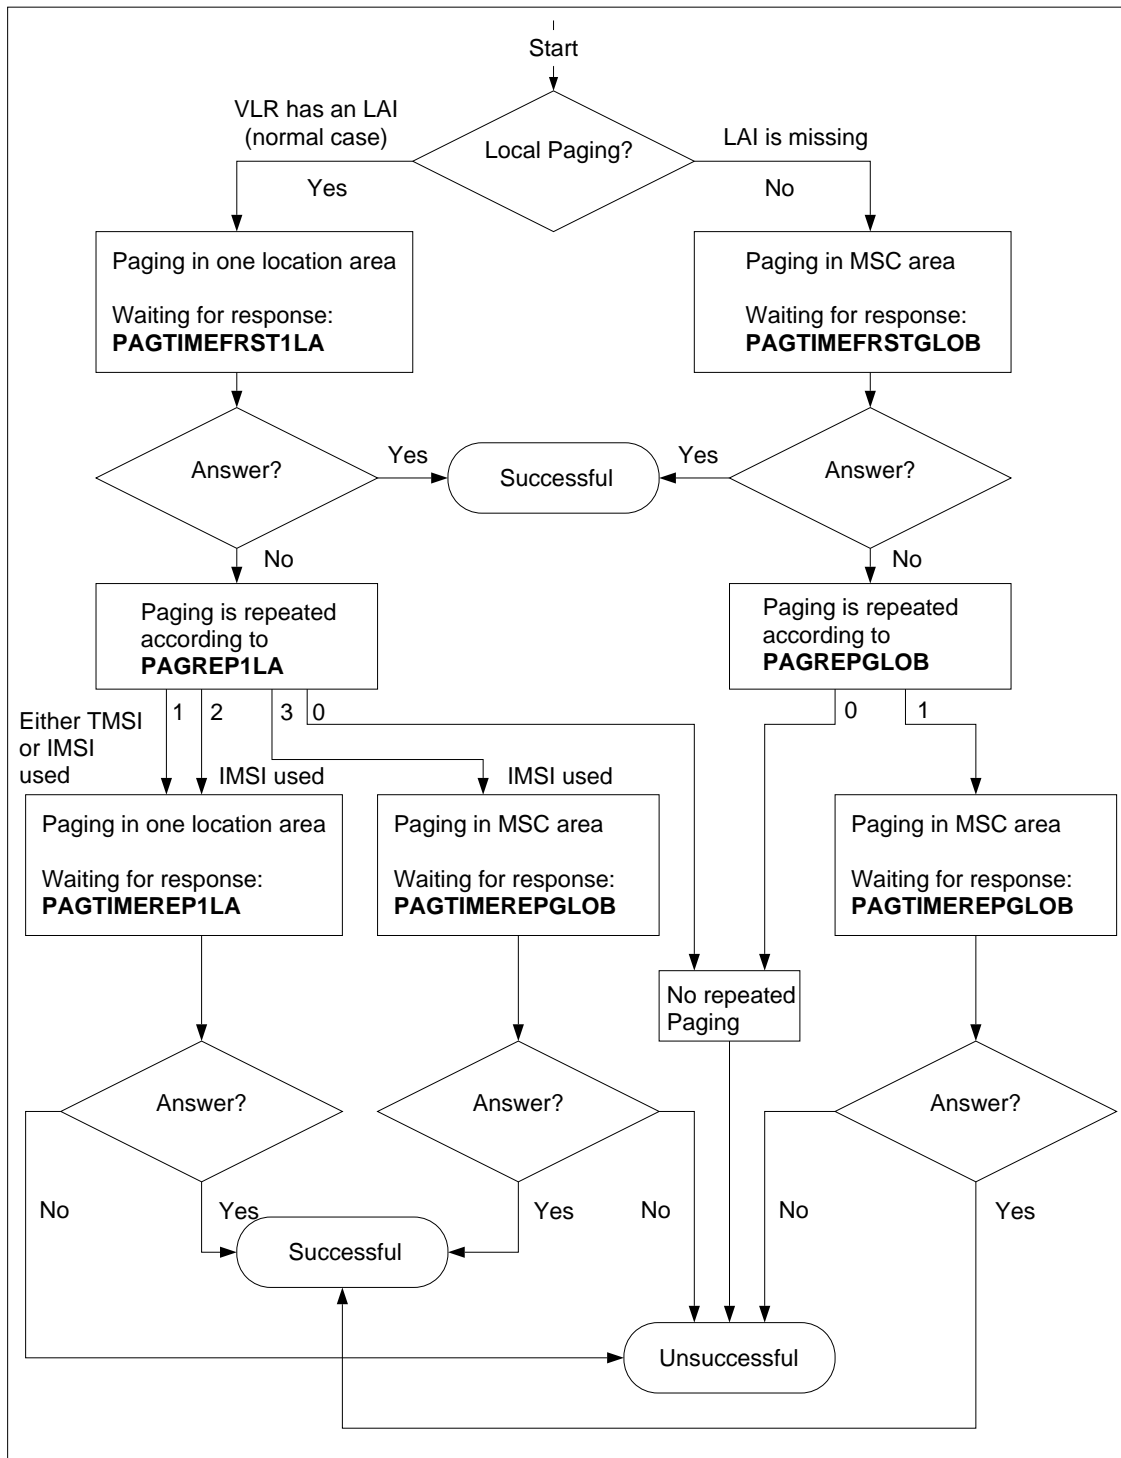 Start
VLR has an LAI
(normal case)
Local Paging?
LAI is missing
Yes
No
Paging in one location area
Waiting for response:
PAGTIMEFRST1LA
Paging in MSC area
Waiting for response:
PAGTIMEFRSTGLOB
Answer?
Yes
Successful
Yes
Answer?
No
No
Paging is repeated
according to
PAGREP1LA
Paging is repeated
according to
PAGREPGLOB
Either TMSI
or IMSI
used
1
2
3
0
0
1
IMSI used
IMSI used
Paging in one location area
Waiting for response:
PAGTIMEREP1LA
Paging in MSC area
Waiting for response:
PAGTIMEREPGLOB
Paging in MSC area
Waiting for response:
PAGTIMEREPGLOB
No repeated
Paging
Answer?
Answer?
Answer?
No
Yes
Yes
No
No
Yes
Successful
Unsuccessful